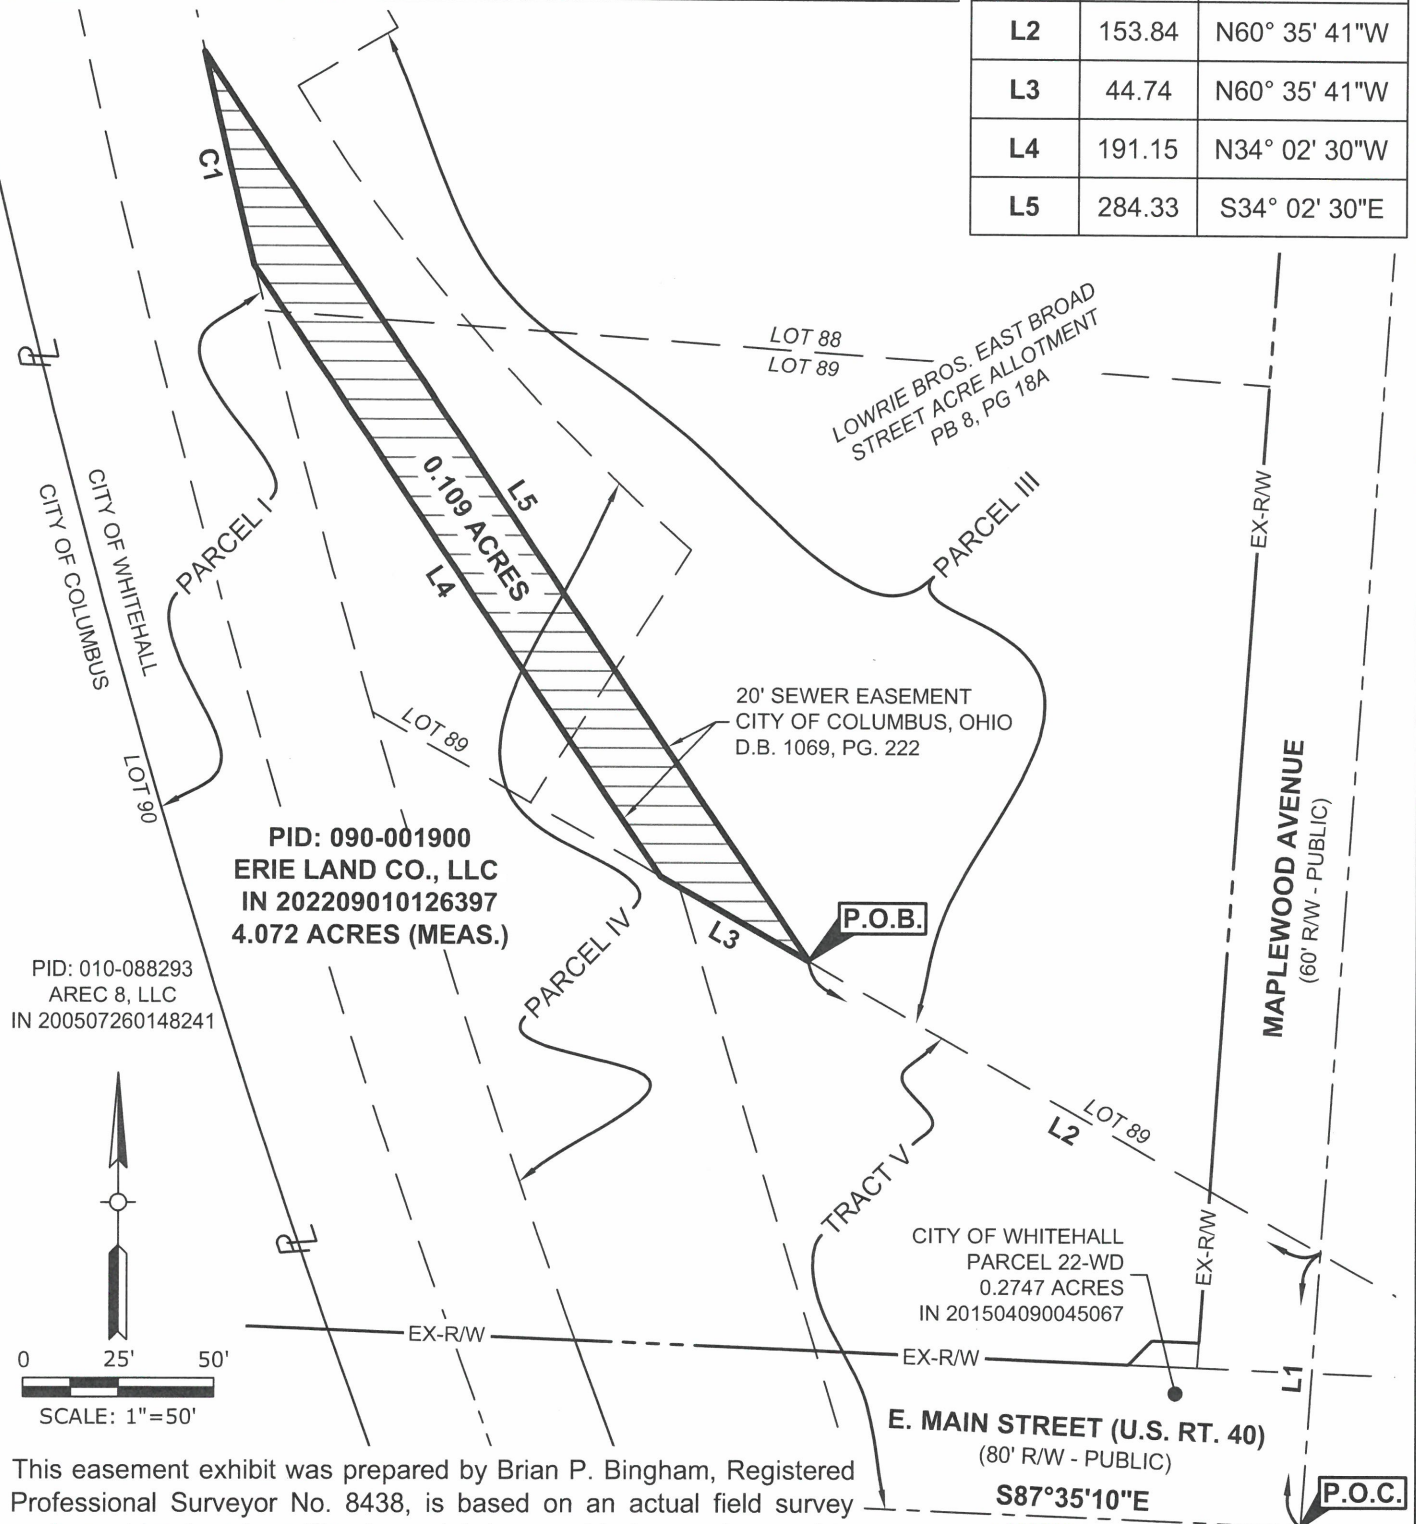 L2 153.84 N60° 35' 41"W
L3 44.74 N60° 35' 41"W
L4 191.15 N34° 02' 30"W
L5 284.33 S34° 02' 30"E
C1
LOT 88
LOT 89
LOWRIE BROS. EAST BROAD
STREET ACRE ALLOTMENT
PB 8, PG 18A
PL
CITY OF WHITEHALL
CITY OF COLUMBUS
PARCEL I
0.109 ACRES
L5
L4
PARCEL III
EX-R/W
20' SEWER EASEMENT
CITY OF COLUMBUS, OHIO
D.B. 1069, PG. 222
LOT 89
LOT 90
MAPLEWOOD AVENUE
(60' R/W - PUBLIC)
PID: 090-001900
ERIE LAND CO., LLC
IN 202209010126397
4.072 ACRES (MEAS.)
P.O.B.
L3
PARCEL IV
PID: 010-088293
AREC 8, LLC
IN 200507260148241
LOT 89
L2
TRACT V
CITY OF WHITEHALL
PARCEL 22-WD
0.2747 ACRES
IN 201504090045067
EX-R/W
PL
EX-R/W
EX-R/W
L1
0 25' 50'
SCALE: 1"=50'
E. MAIN STREET (U.S. RT. 40)
(80' R/W - PUBLIC)
S87°35'10"E
P.O.C.
This easement exhibit was prepared by Brian P. Bingham, Registered
Professional Surveyor No. 8438, is based on an actual field survey